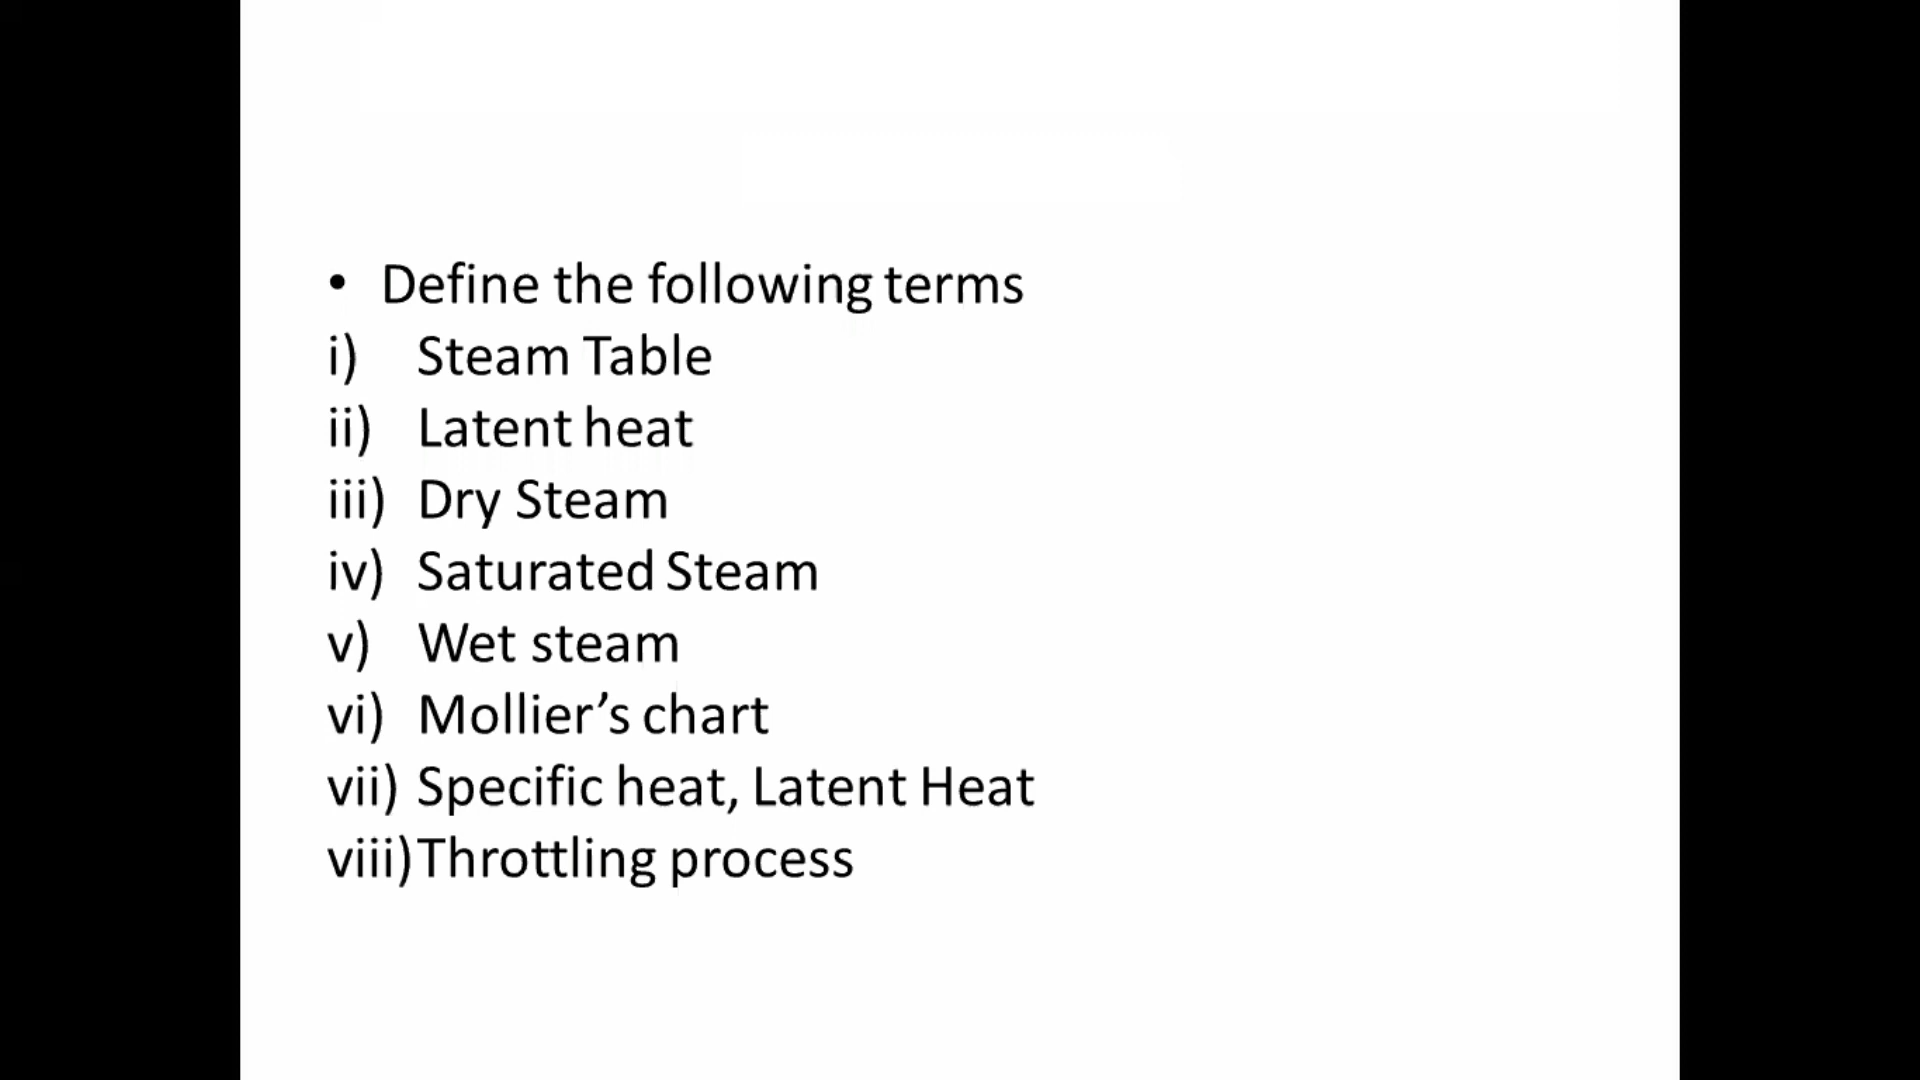 • Define the following terms
i) Steam Table
ii) Latent heat
iii) Dry Steam
iv) Saturated Steam
v) Wet steam
vi) Mollier’s chart
vii) Specific heat, Latent Heat
viii) Throttling process